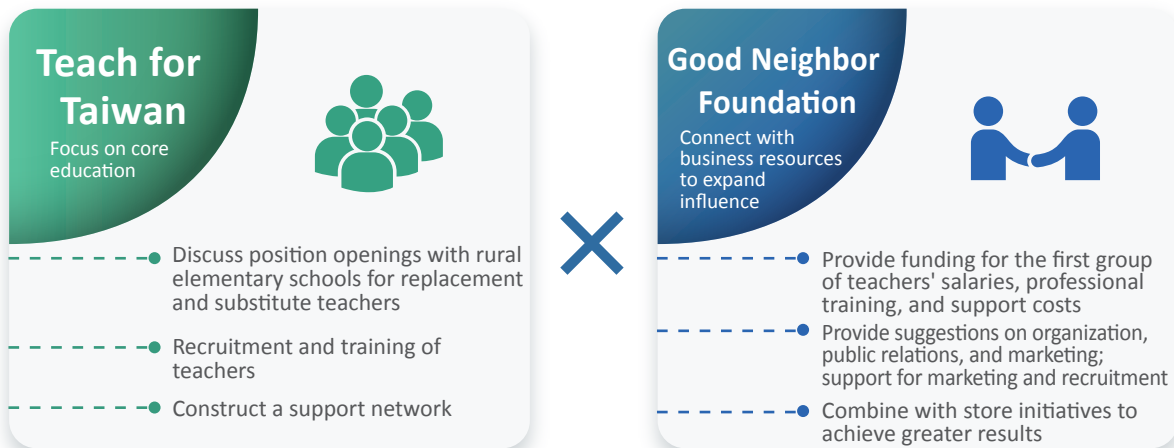 Teach for
Taiwan
Focus on core
education
Discuss position openings with rural
elementary schools for replacement
and substitute teachers
Recruitment and training of
teachers
Construct a support network
Good Neighbor
Foundation
Connect with
business resources
to expand
influence
Provide funding for the first group
of teachers' salaries, professional
training, and support costs
Provide suggestions on organization,
public relations, and marketing;
support for marketing and recruitment
Combine with store initiatives to
achieve greater results